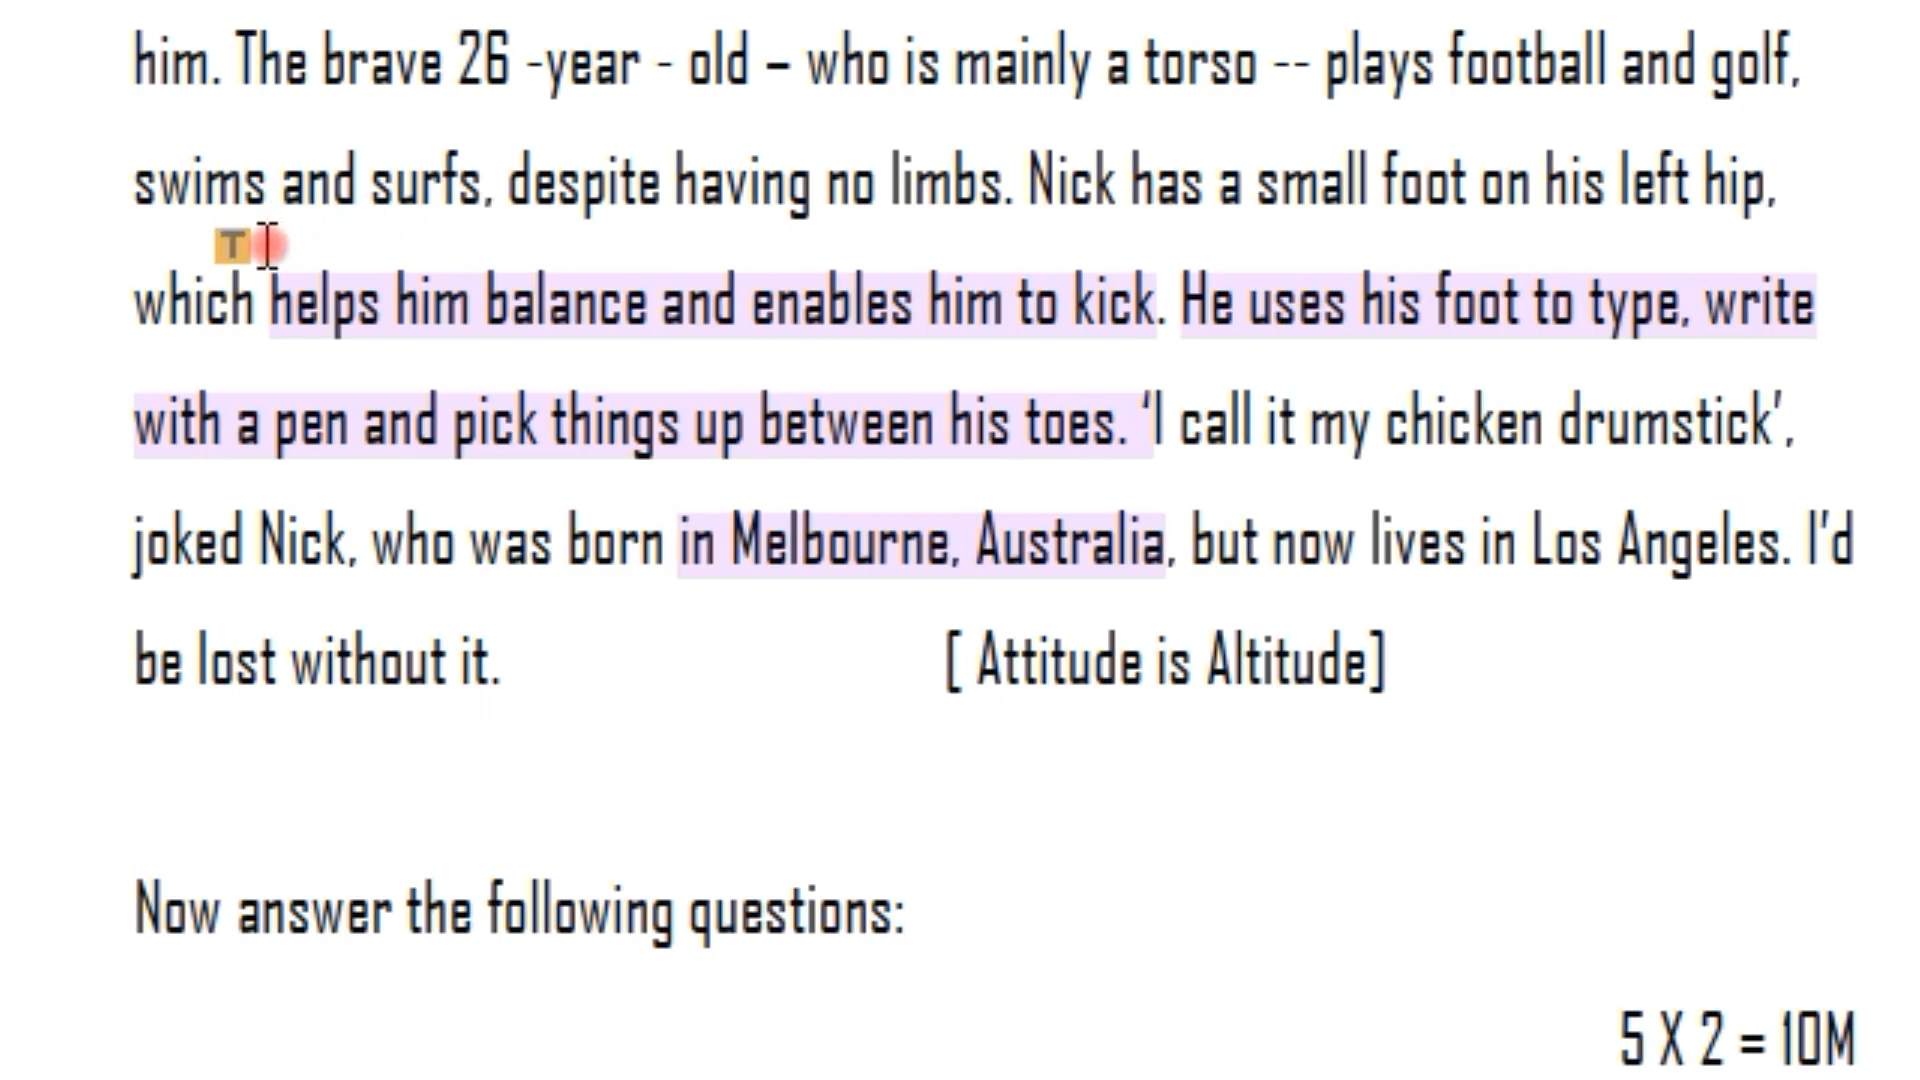 him. The brave 26 -year - old – who is mainly a torso -- plays football and golf,
swims and surfs, despite having no limbs. Nick has a small foot on his left hip,
T
which helps him balance and enables him to kick. He uses his foot to type, write
with a pen and pick things up between his toes. ‘I call it my chicken drumstick’,
joked Nick, who was born in Melbourne, Australia, but now lives in Los Angeles. I’d
be lost without it. [ Attitude is Altitude]
Now answer the following questions:
5 X 2 = 10M